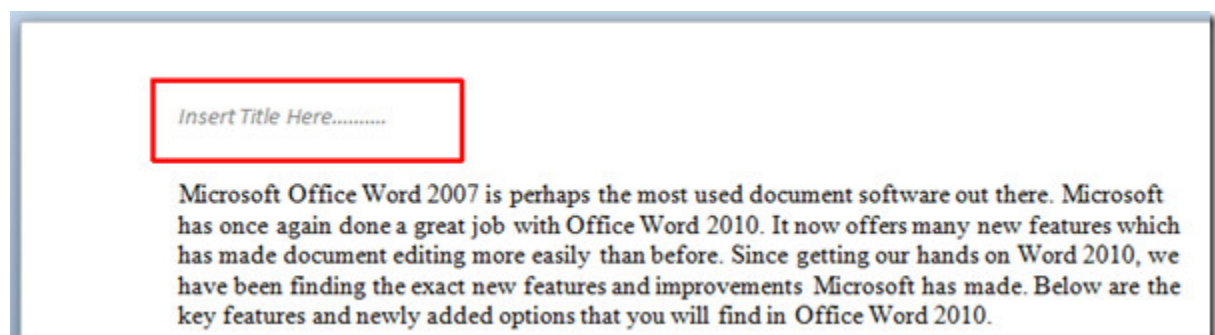 Insert Title Here..........
Microsoft Office Word 2007 is perhaps the most used document software out there. Microsoft
has once again done a great job with Office Word 2010. It now offers many new features which
has made document editing more easily than before. Since getting our hands on Word 2010, we
have been finding the exact new features and improvements Microsoft has made. Below are the
key features and newly added options that you will find in Office Word 2010.